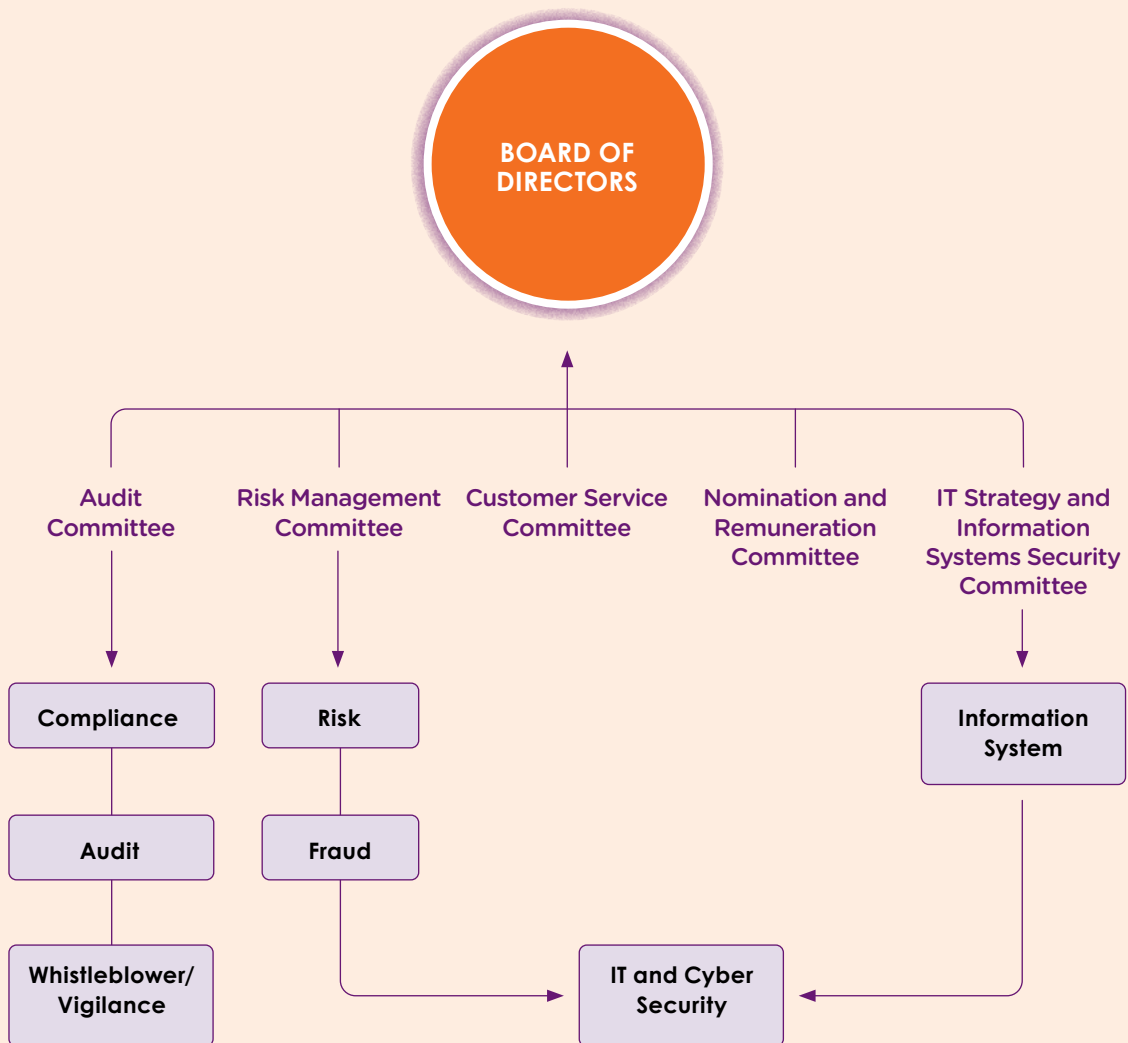 BOARD OF
DIRECTORS
Audit
Committee
Risk Management
Committee
Customer Service
Committee
Nomination and
Remuneration
Committee
IT Strategy and
Information
Systems Security
Committee
Compliance
Risk
Information
System
Audit
Fraud
Whistleblower/
Vigilance
IT and Cyber
Security